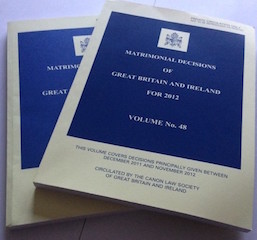 MATRIMONIAL DECISIONS
OF
GREAT BRITAIN AND IRELAND
FOR 2012
VOLUME No. 48
THIS VOLUME COVERS DECISIONS PRINCIPALLY GIVEN BETWEEN
DECEMBER 2011 AND NOVEMBER 2012
CIRCULATED BY THE CANON LAW SOCIETY
OF GREAT BRITAIN AND IRELAND
MATRIMONIAL
GREAT